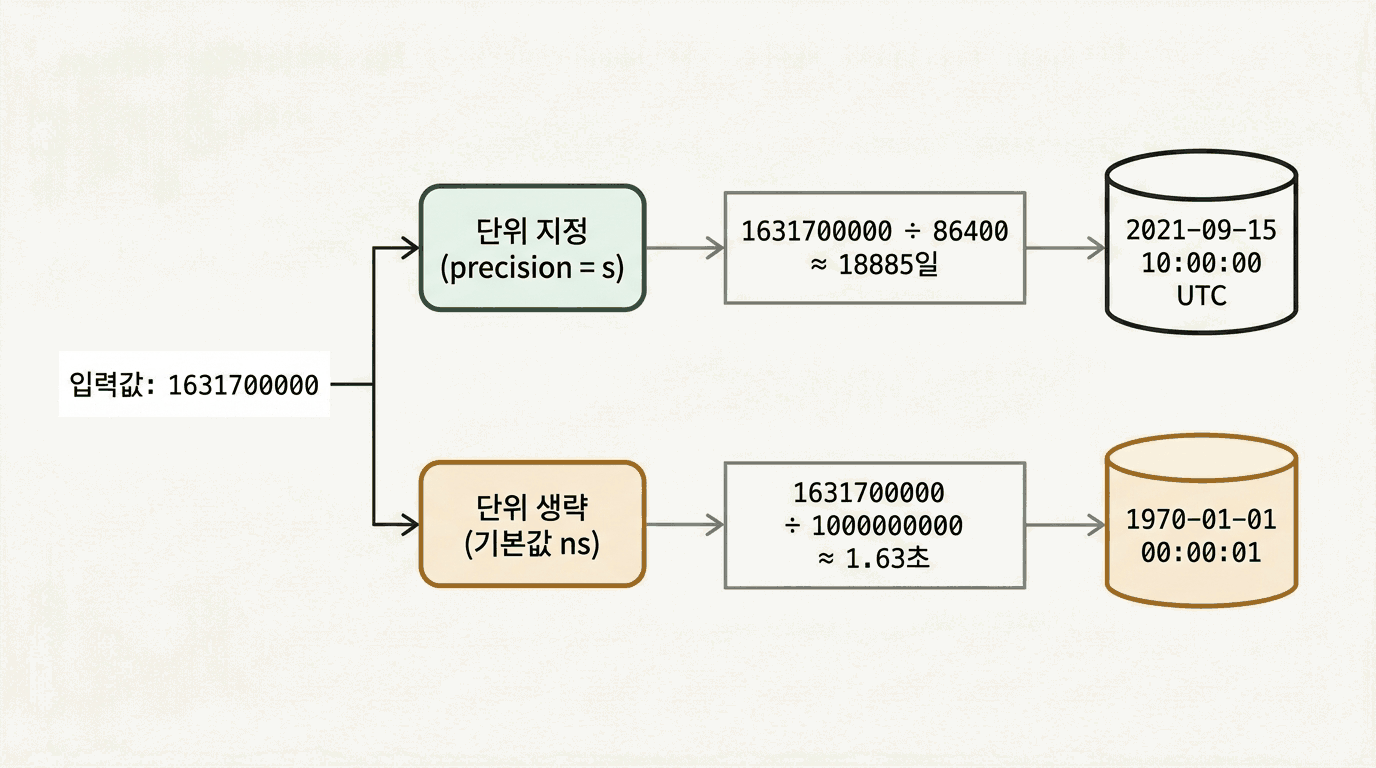 입력값: 1631700000
단위 지정
(precision = s)
1631700000 ÷ 86400
≈ 18885일
2021-09-15
10:00:00
UTC
단위 생략
(기본값 ns)
1631700000
÷ 1000000000
≈ 1.63초
1970-01-01
00:00:01